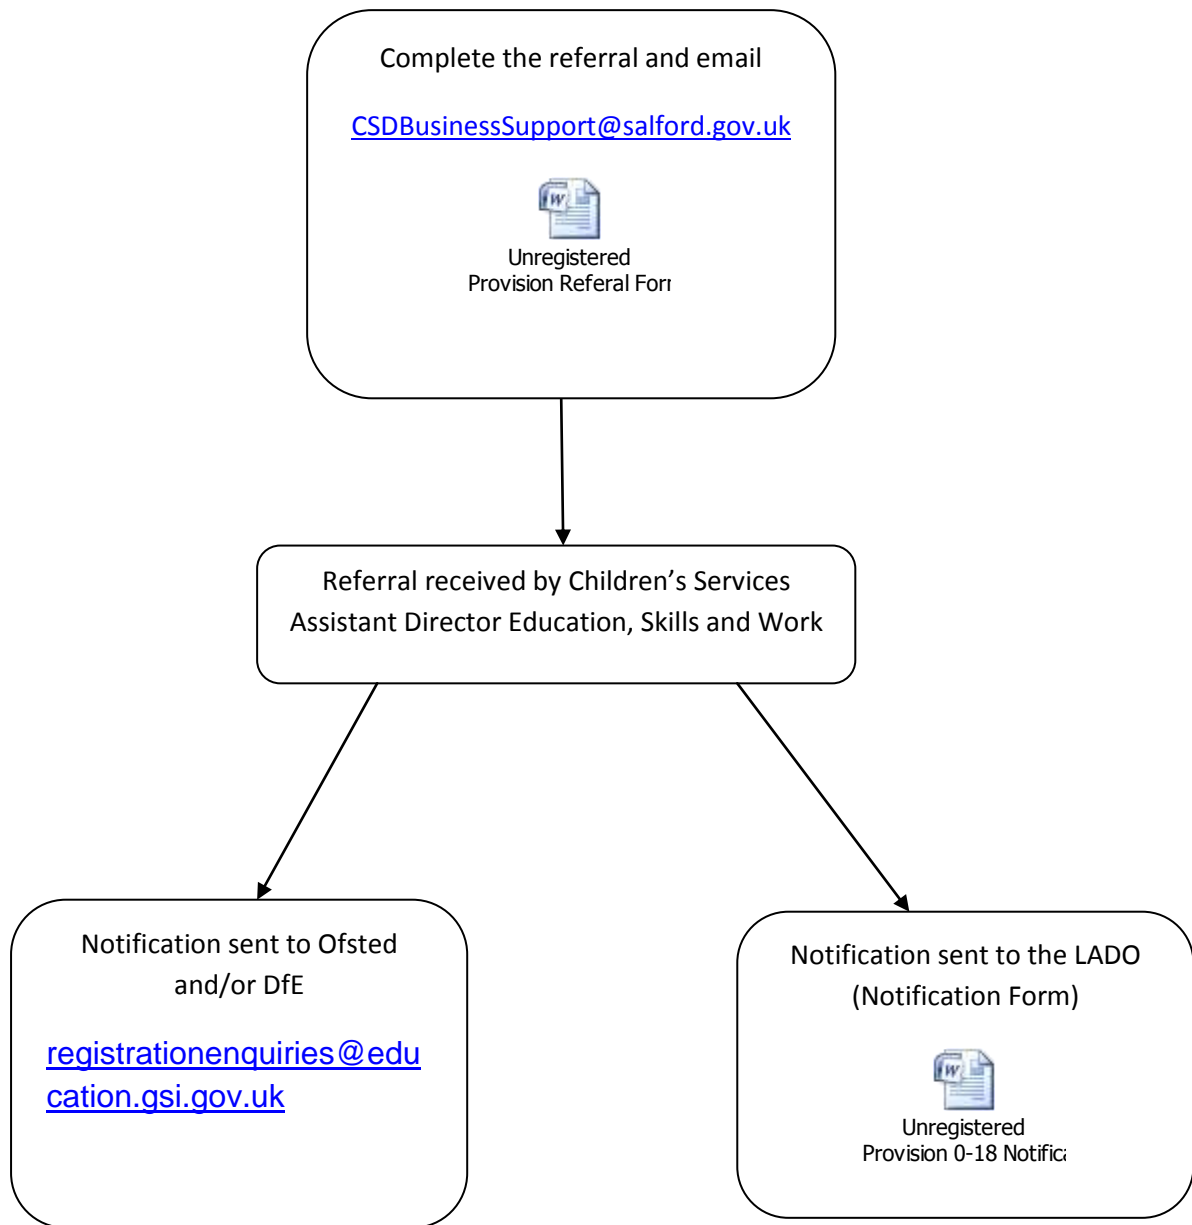 Complete the referral and email
CSDBusinessSupport@salford.gov.uk
W
Unregistered
Provision Referal Forr
Referral received by Children’s Services
Assistant Director Education, Skills and Work
Notification sent to Ofsted
and/or DfE
registrationenquiries@edu
cation.gsi.gov.uk
Notification sent to the LADO
(Notification Form)
W
Unregistered
Provision 0-18 Notifica